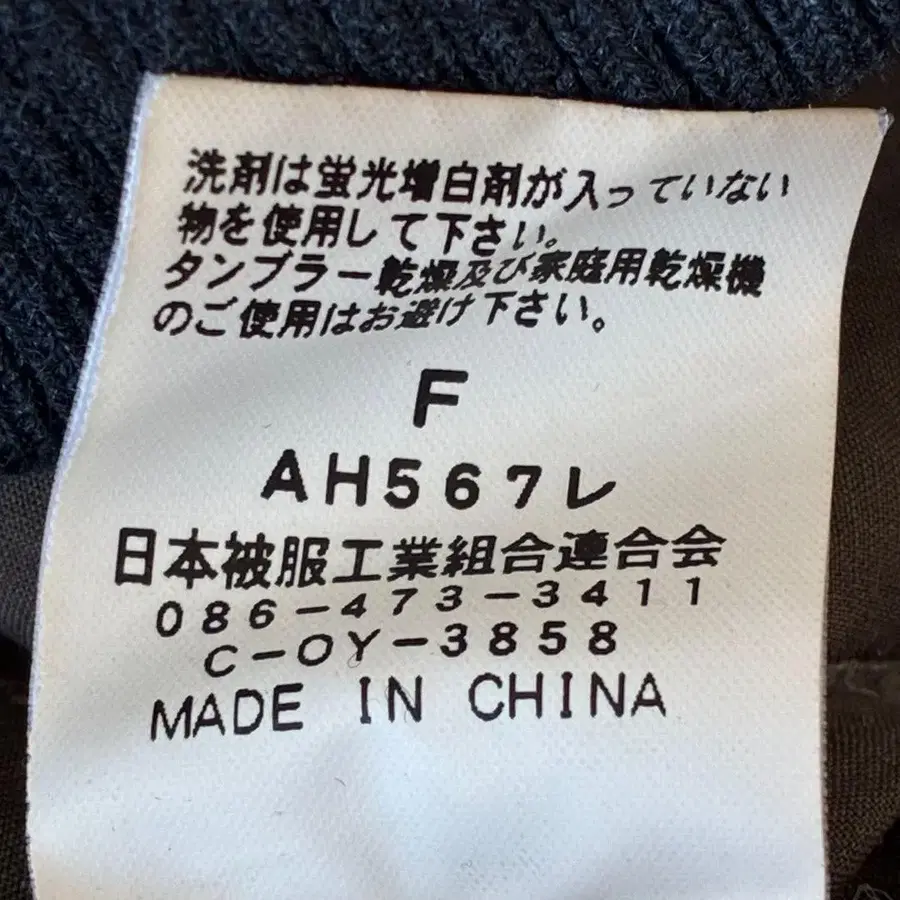 洗剤は蛍光増白剤が入っていない
物を使用して下さい。
タンブラー乾燥及び家庭用乾燥機
のご使用はお避け下さい。
F
AH567レ
日本被服工業組合連合会
086-473-3411
C-OY-3858
MADE IN CHINA